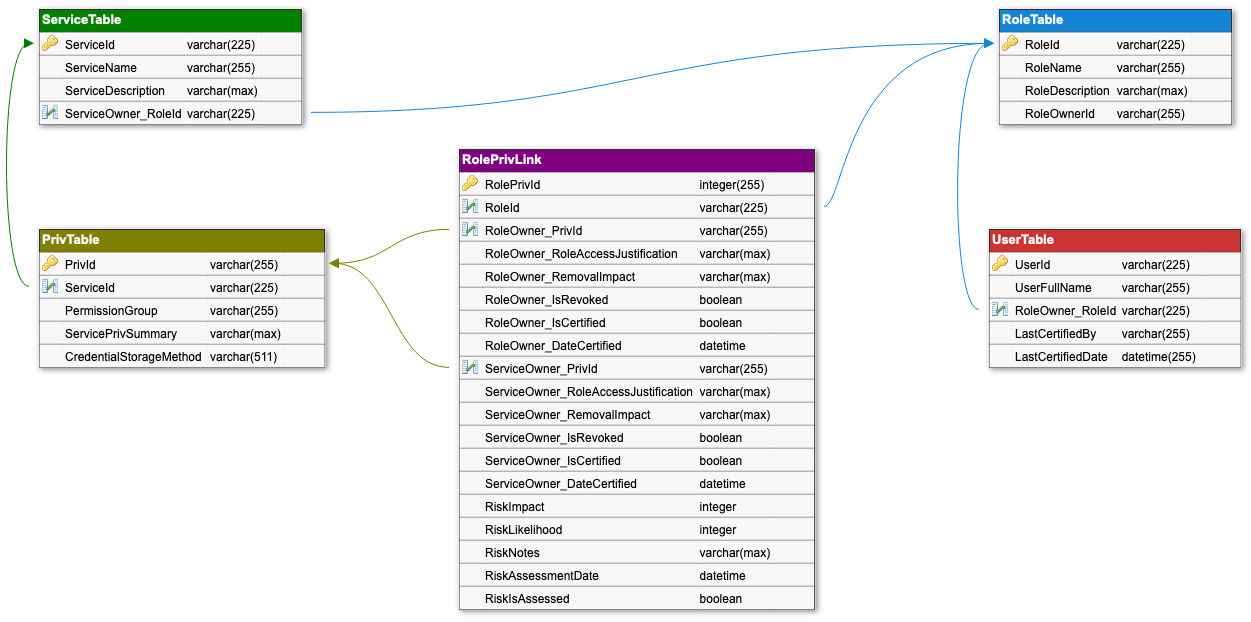 ServiceTable
ServiceId varchar(225)
ServiceName varchar(255)
ServiceDescription varchar(max)
ServiceOwner_RoleId varchar(225)
RoleTable
RoleId varchar(225)
RoleName varchar(255)
RoleDescription varchar(max)
RoleOwnerId varchar(255)
RolePrivLink
RolePrivId integer(255)
RoleId varchar(225)
RoleOwner_PrivId varchar(255)
RoleOwner_RoleAccessJustification varchar(max)
RoleOwner_RemovalImpact varchar(max)
RoleOwner_IsRevoked boolean
RoleOwner_IsCertified boolean
RoleOwner_DateCertified datetime
ServiceOwner_PrivId varchar(255)
ServiceOwner_RoleAccessJustification varchar(max)
ServiceOwner_RemovalImpact varchar(max)
ServiceOwner_IsRevoked boolean
ServiceOwner_IsCertified boolean
ServiceOwner_DateCertified datetime
RiskImpact integer
RiskLikelihood integer
RiskNotes varchar(max)
RiskAssessmentDate datetime
RiskIsAssessed boolean
PrivTable
PrivId varchar(255)
ServiceId varchar(225)
PermissionGroup varchar(255)
ServicePrivSummary varchar(max)
CredentialStorageMethod varchar(511)
UserTable
UserId varchar(225)
UserFullName varchar(255)
RoleOwner_RoleId varchar(225)
LastCertifiedBy varchar(255)
LastCertifiedDate datetime(255)